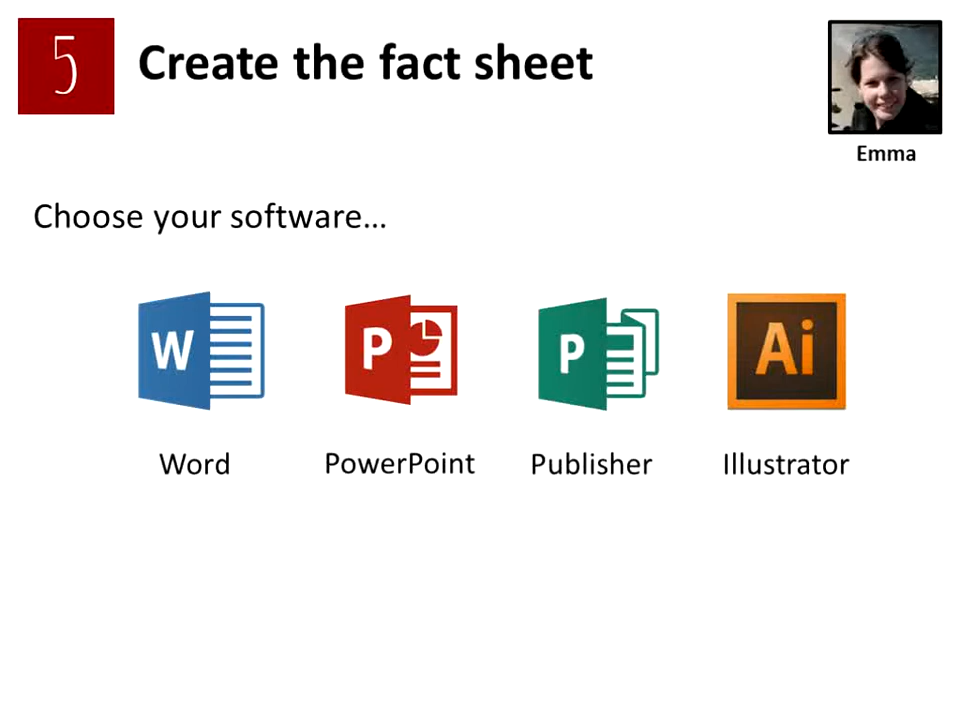 5
Create the fact sheet
Emma
Choose your software…
W
P
P
Ai
Word
PowerPoint
Publisher
Illustrator